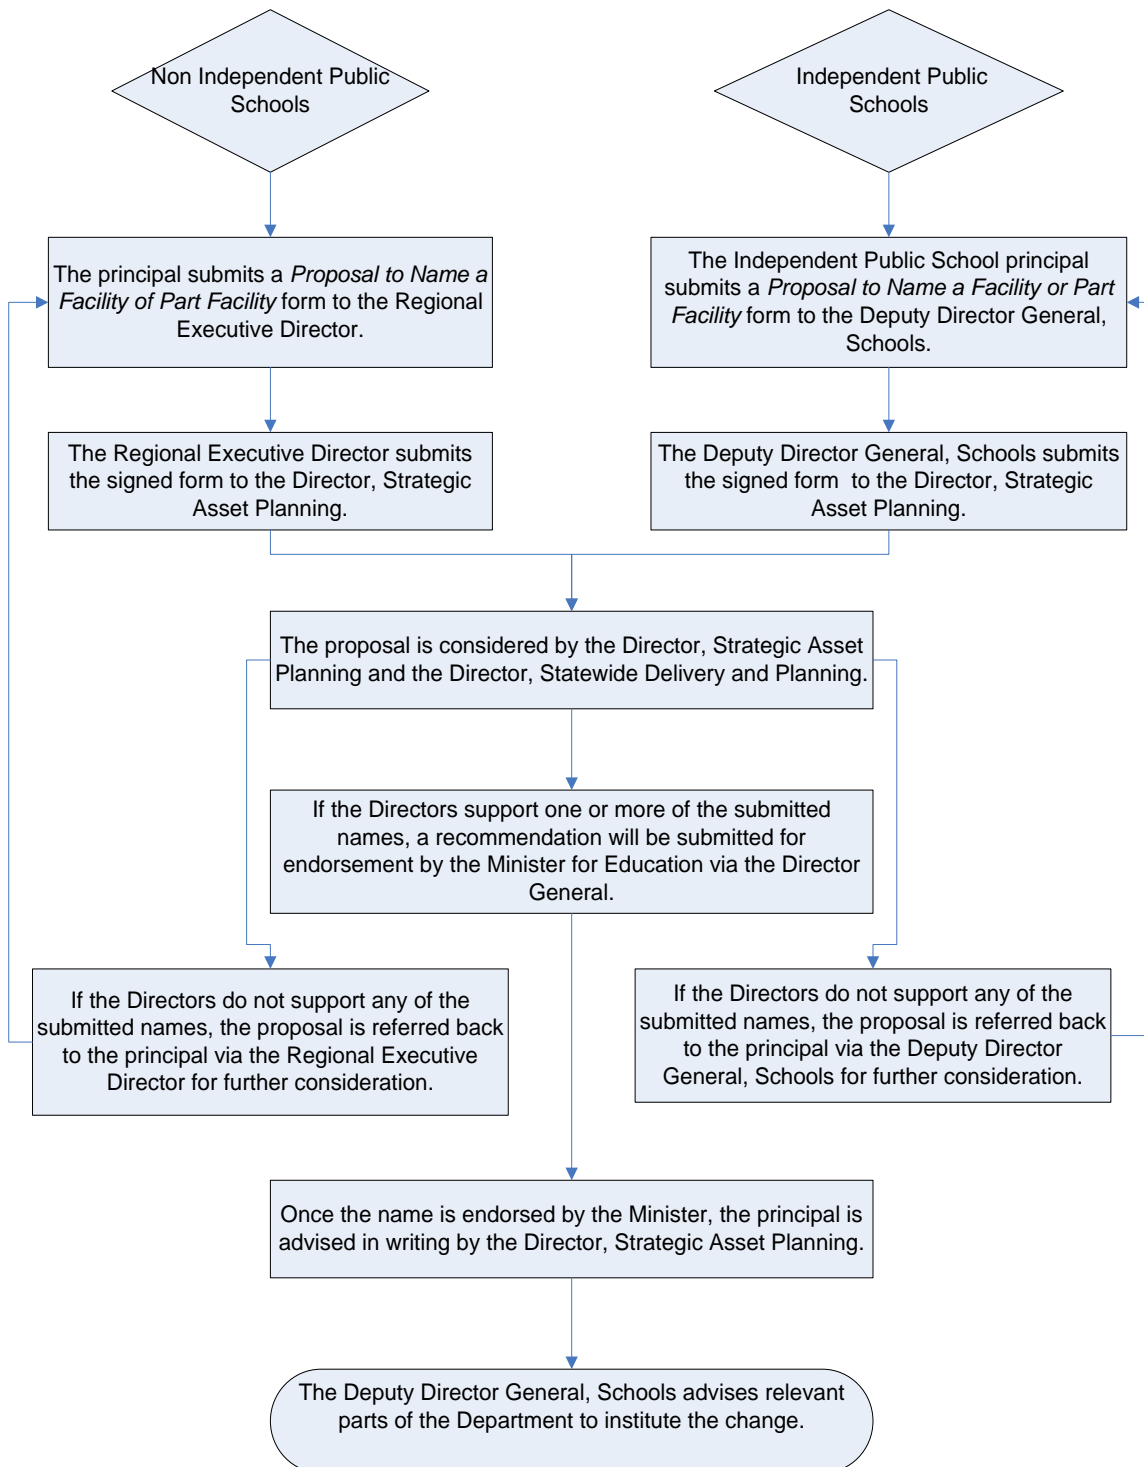 Non Independent Public
Schools
Independent Public
Schools
The principal submits a Proposal to Name a
Facility of Part Facility form to the Regional
Executive Director.
The Independent Public School principal
submits a Proposal to Name a Facility or Part
Facility form to the Deputy Director General,
Schools.
The Regional Executive Director submits
the signed form to the Director, Strategic
Asset Planning.
The Deputy Director General, Schools submits
the signed form  to the Director, Strategic
Asset Planning.
The proposal is considered by the Director, Strategic Asset
Planning and the Director, Statewide Delivery and Planning.
If the Directors support one or more of the submitted
names, a recommendation will be submitted for
endorsement by the Minister for Education via the Director
General.
If the Directors do not support any of the
submitted names, the proposal is referred back
to the principal via the Regional Executive
Director for further consideration.
If the Directors do not support any of the
submitted names, the proposal is referred back
to the principal via the Deputy Director
General, Schools for further consideration.
Once the name is endorsed by the Minister, the principal is
advised in writing by the Director, Strategic Asset Planning.
The Deputy Director General, Schools advises relevant
parts of the Department to institute the change.